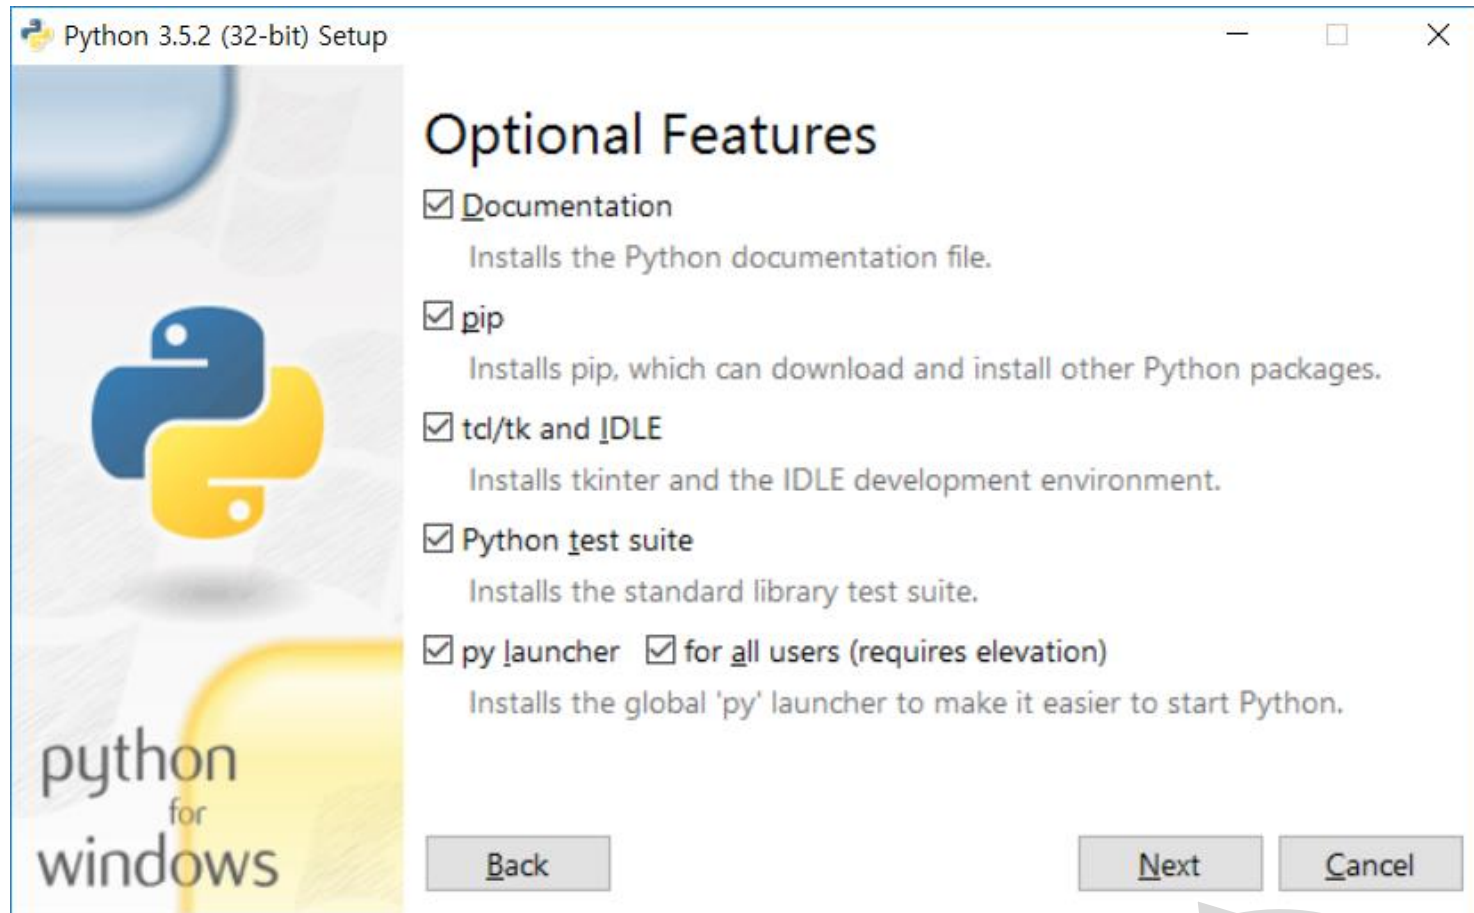 Python 3.5.2 (32-bit) Setup
Optional Features
Documentation
Installs the Python documentation file.
pip
Installs pip, which can download and install other Python packages.
tcl/tk and IDLE
Installs tkinter and the IDLE development environment.
Python test suite
Installs the standard library test suite.
py launcher for all users (requires elevation)
Installs the global 'py' launcher to make it easier to start Python.
python
for
windows
Back Next Cancel